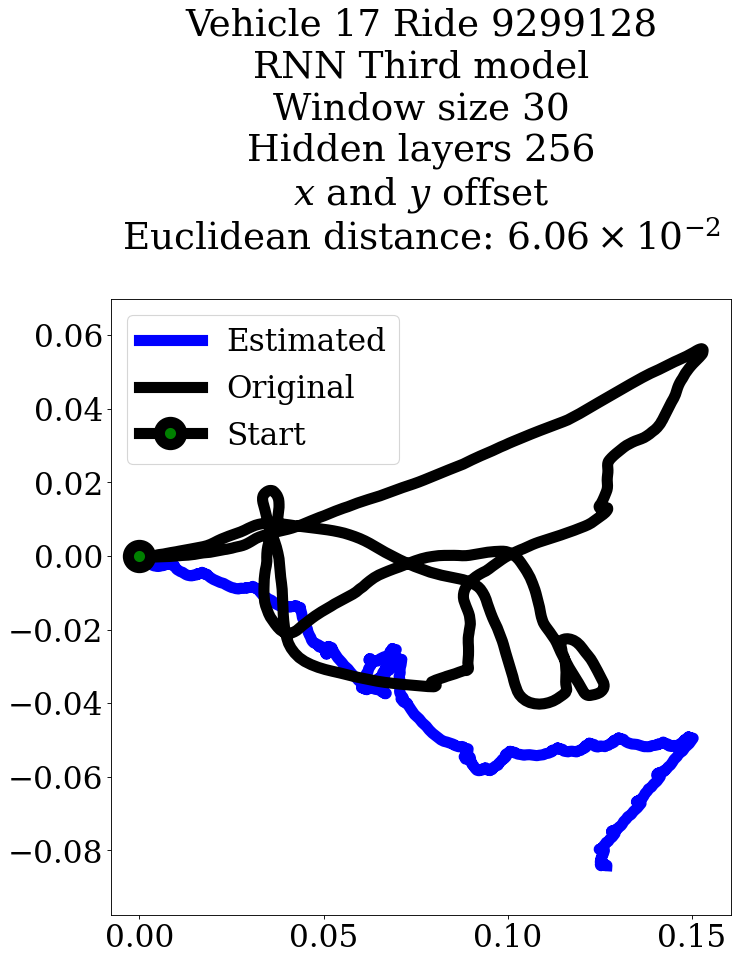 Vehicle 17 Ride 9299128
RNN Third model
Window size 30
Hidden layers 256
x and y offset
Euclidean distance: 6.06 × 10⁻²
Estimated
Original
Start
0.06
0.04
0.02
0.00
−0.02
−0.04
−0.06
−0.08
0.00 0.05 0.10 0.15